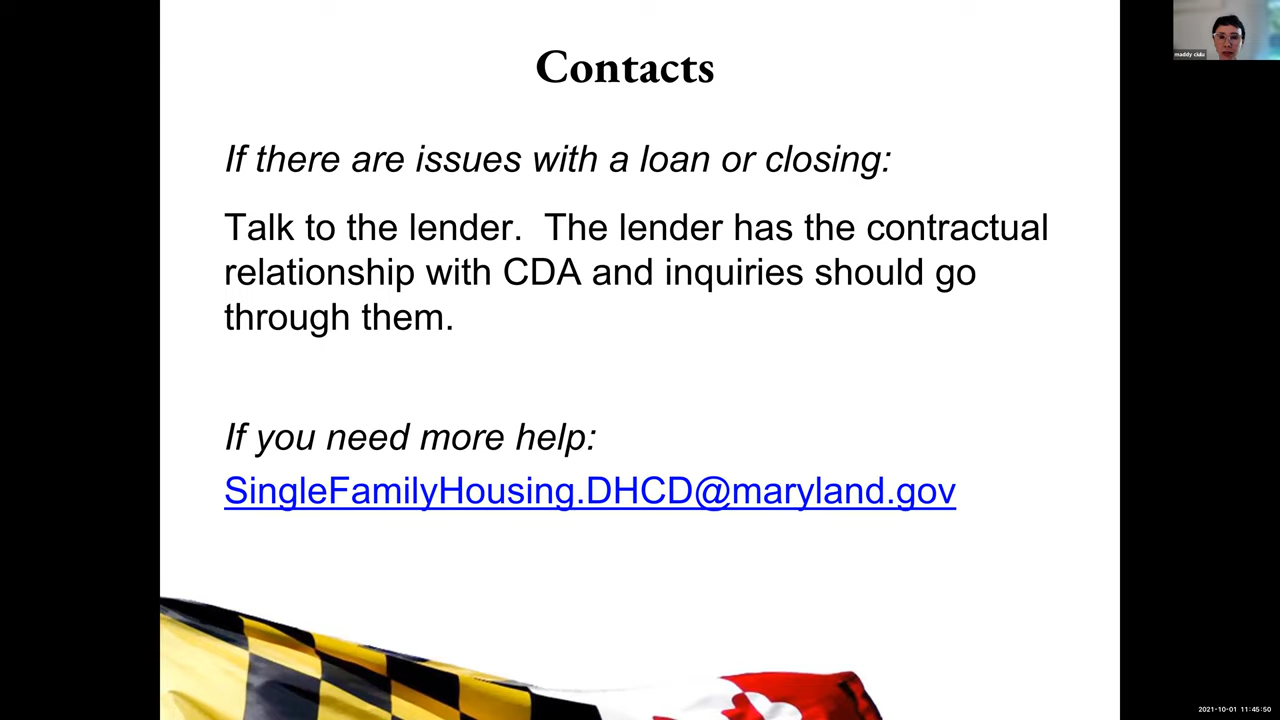 Contacts
maddy ciulu
If there are issues with a loan or closing:
Talk to the lender.  The lender has the contractual
relationship with CDA and inquiries should go
through them.
If you need more help:
SingleFamilyHousing.DHCD@maryland.gov
2021-10-01 11:45:50